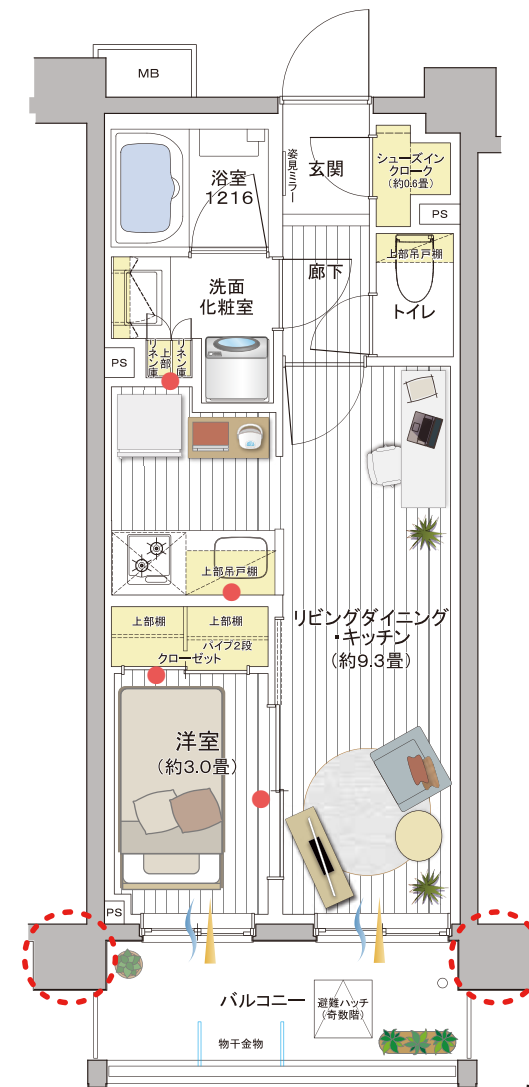 MB
浴室
1216
姿見ミラー
玄関
シューズイン
クローク
(約0.6畳)
PS
上部吊戸棚
トイレ
廊下
洗面
化粧室
PS
リネン庫
上部
リネン庫
上部吊戸棚
リビングダイニング
・キッチン
(約9.3畳)
上部棚
上部棚
パイプ2段
クローゼット
洋室
(約3.0畳)
PS
バルコニー
避難ハッチ
(奇数階)
物干金物